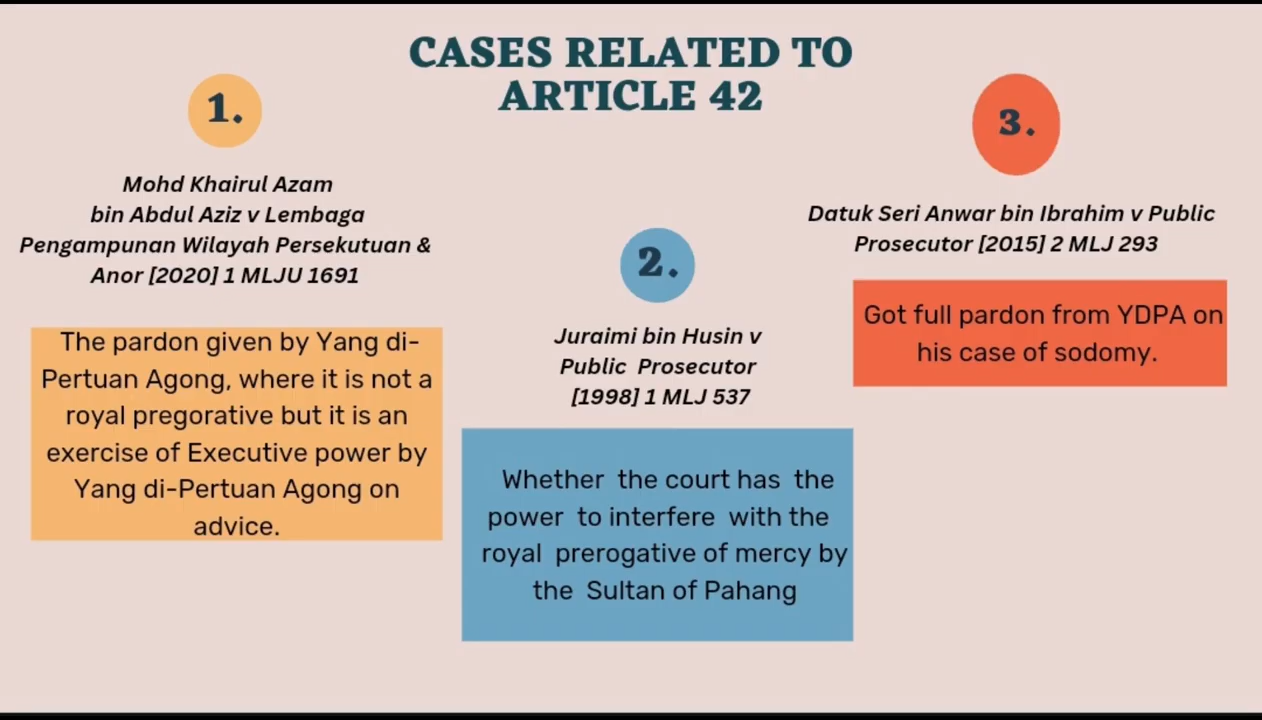 CASES RELATED TO
ARTICLE 42
1.
Mohd Khairul Azam
bin Abdul Aziz v Lembaga
Pengampunan Wilayah Persekutuan &
Anor [2020] 1 MLJU 1691
The pardon given by Yang di-
Pertuan Agong, where it is not a
royal pregorative but it is an
exercise of Executive power by
Yang di-Pertuan Agong on
advice.
2.
Juraimi bin Husin v
Public Prosecutor
[1998] 1 MLJ 537
Whether the court has the
power to interfere with the
royal prerogative of mercy by
the Sultan of Pahang
3.
Datuk Seri Anwar bin Ibrahim v Public
Prosecutor [2015] 2 MLJ 293
Got full pardon from YDPA on
his case of sodomy.